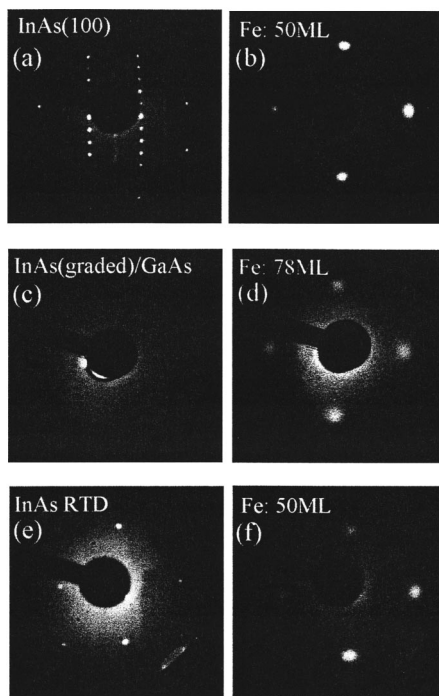 InAs(100)
(a)
Fe: 50ML
(b)
InAs(graded)/GaAs
(c)
Fe: 78ML
(d)
InAs RTD
(e)
Fe: 50ML
(f)